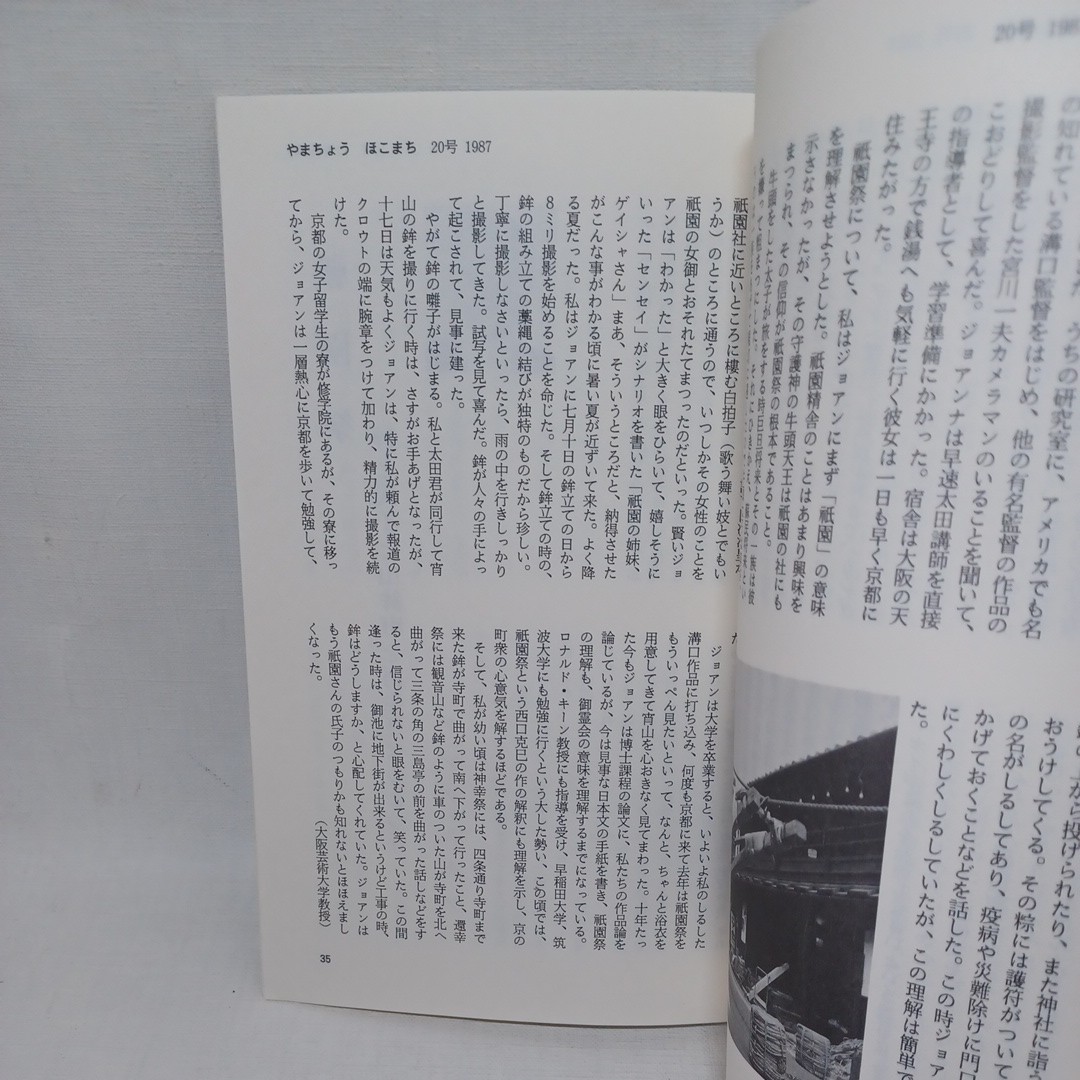 20号 198
うちの研究室に、アメリカでも名
の知れている溝口監督をはじめ、他の有名監督の作品の
撮影監督をした宮川一夫カメラマンのいることを聞いて、
こおどりして喜んだ。ジョアンナは早速太田講師を直接
の指導者として、学習準備にかかった。宿舎は大阪の天
王寺の方で銭湯へも気軽に行く彼女は一日も早く京都に
住みたがった。
祇園祭について、私はジョアンにまず「祇園」の意味
を理解させようとした。祇園精舎のことはあまり興味を
示さなかったが、その守護神の牛頭天王は祇園の社にも
まつられ、その信仰が祇園祭の根本であること。
牛頭をした太子が旅をする時巨旦将来とその一族は彼
から投げられたり、また神社に詣
おうけしてくる。その粽には護符がついて
の名がしるしてあり、疫病や災難除けに門口
かげておくことなどを話した。この時ジョア
にくわしくしるしていたが、この理解は簡単で
た。
やまちょう ほこまち 20号 1987
祇園社に近いところに棲む白拍子（歌う舞い妓とでもい
うか）のところに通うので、いつしかその女性のことを
祇園の女御とおそれたてまつったのだといった。賢いジョ
アンは「わかった」と大きく眼をひらいて、嬉しそうに
いった「センセイ」がシナリオを書いた「祇園の姉妹、
ゲイシャさん」まあ、そういうところだと、納得させた
がこんな事がわかる頃に暑い夏が近ずいて来た。よく降
る夏だった。私はジョアンに七月十日の鉾立ての日から
8ミリ撮影を始めることを命じた。そして鉾立ての時の、
鉾の組み立ての藁縄の結びが独特のものだから珍しい。
丁寧に撮影しなさいといったら、雨の中を行きしっかり
と撮影してきた。試写を見て喜んだ。鉾が人々の手によっ
て起こされて、見事に建った。
やがて鉾の囃子がはじまる。私と太田君が同行して宵
山の鉾を撮りに行く時は、さすがお手あげとなったが、
十七日は天気もよくジョアンは、特に私が頼んで報道の
クロウトの端に腕章をつけて加わり、精力的に撮影を続
けた。
京都の女子留学生の寮が修学院にあるが、その寮に移っ
てから、ジョアンは一層熱心に京都を歩いて勉強して、
た
ジョアンは大学を卒業すると、いよいよ私のしるした
溝口作品に打ち込み、何度も京都に来て去年は祇園祭を
もういっぺん見たいといって、なんと、ちゃんと浴衣を
用意してきて宵山を心おきなく見てまわった。十年たっ
た今もジョアンは博士課程の論文に、私たちの作品論を
論じているが、今は見事な日本文の手紙を書き、祇園祭
の理解も、御霊会の意味を理解するまでになっている。
ロナルド・キーン教授にも指導を受け、早稲田大学、筑
波大学にも勉強に行くという大した勢い、この頃では、
祇園祭という西口克巳の作の解釈にも理解を示し、京の
町衆の心意気を解するほどである。
そして、私が幼い頃は神幸祭には、四条通り寺町まで
来た鉾が寺町で曲がって南へ下がって行ったこと、還幸
祭には観音山など鉾のように車のついた山が寺町を北へ
曲がって三条の角の三島亭の前を曲がった話しなどをす
ると、信じられないと眼をむいて、笑っていた。この間
逢った時は、御池に地下街が出来るというけど工事の時、
鉾はどうしますか、と心配してくれていた。ジョアンは
もう祇園さんの氏子のつもりかも知れないとほほえまし
くなった。
（大阪芸術大学教授）
35